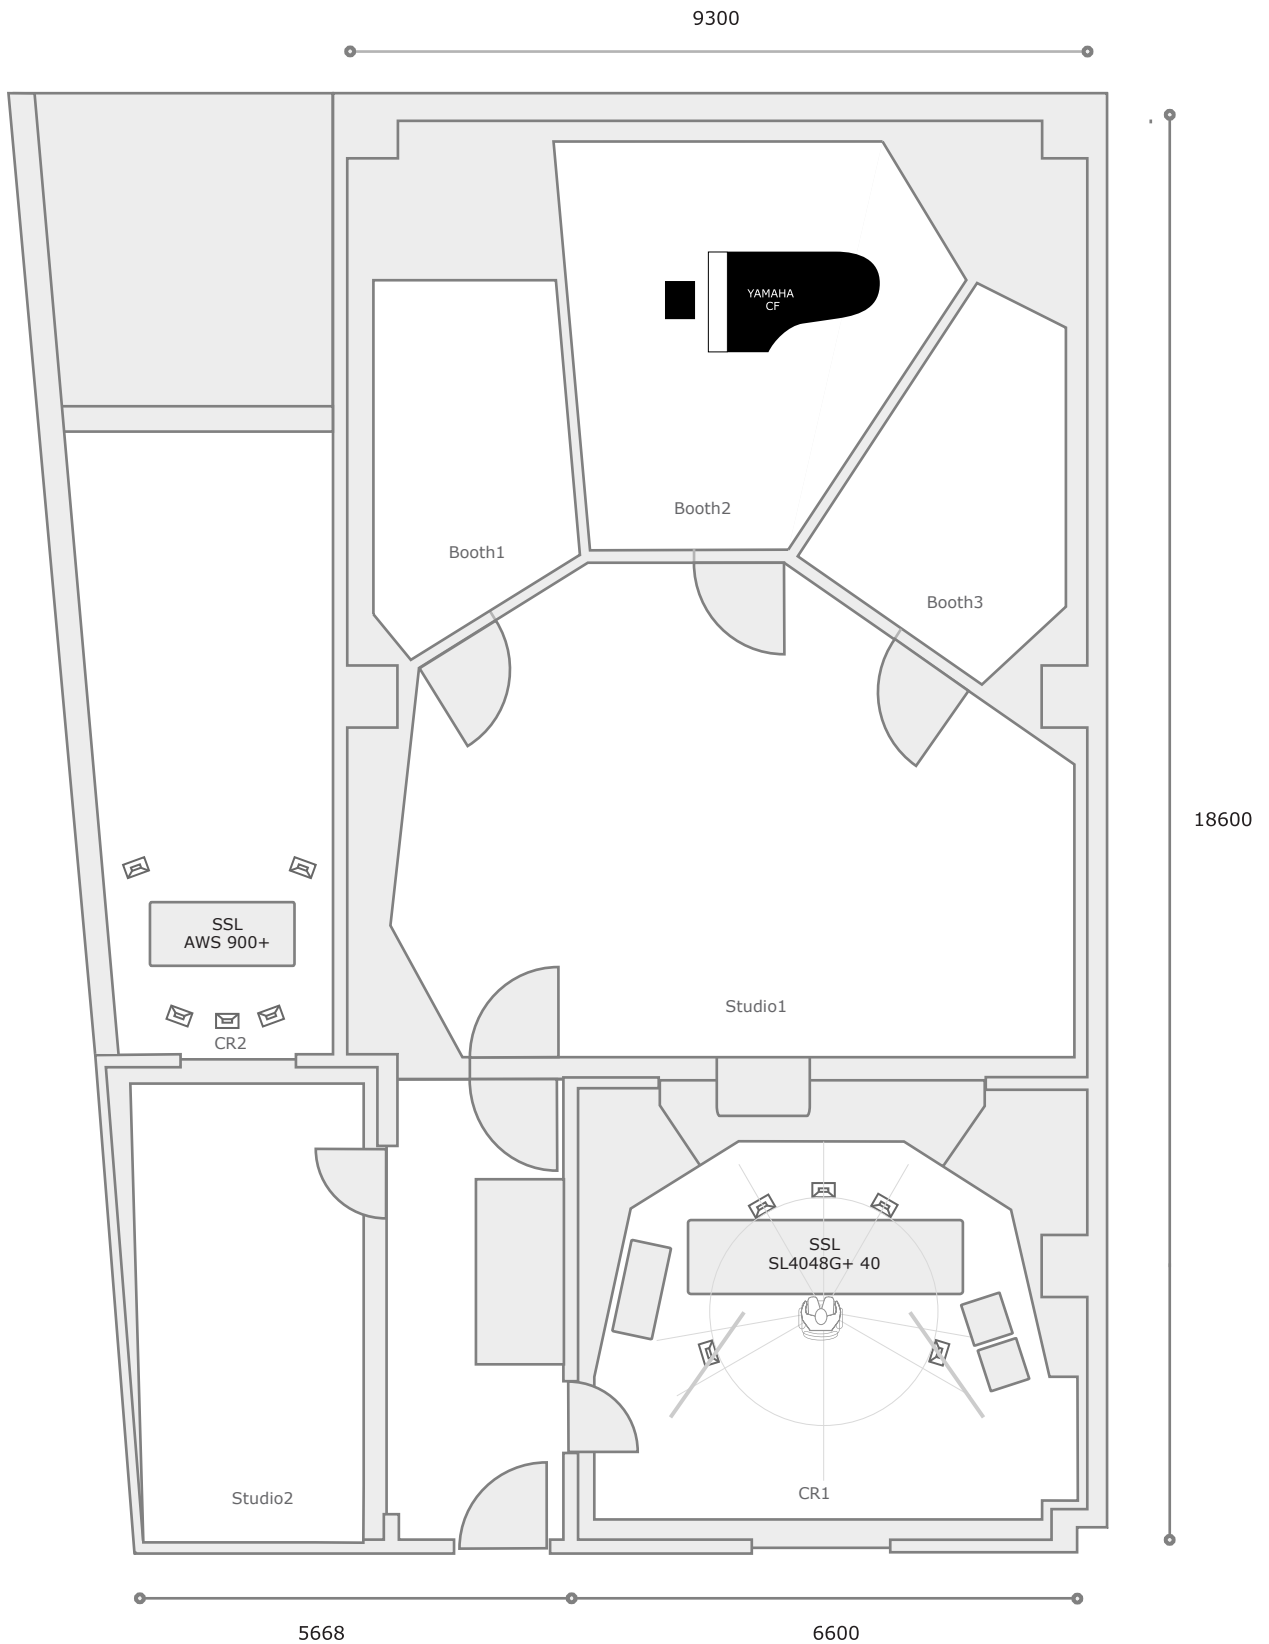 9300
YAMAHA
CF
Booth2
Booth1
Booth3
18600
SSL
AWS 900+
Studio1
CR2
SSL
SL4048G+ 40
CR1
Studio2
5668
6600